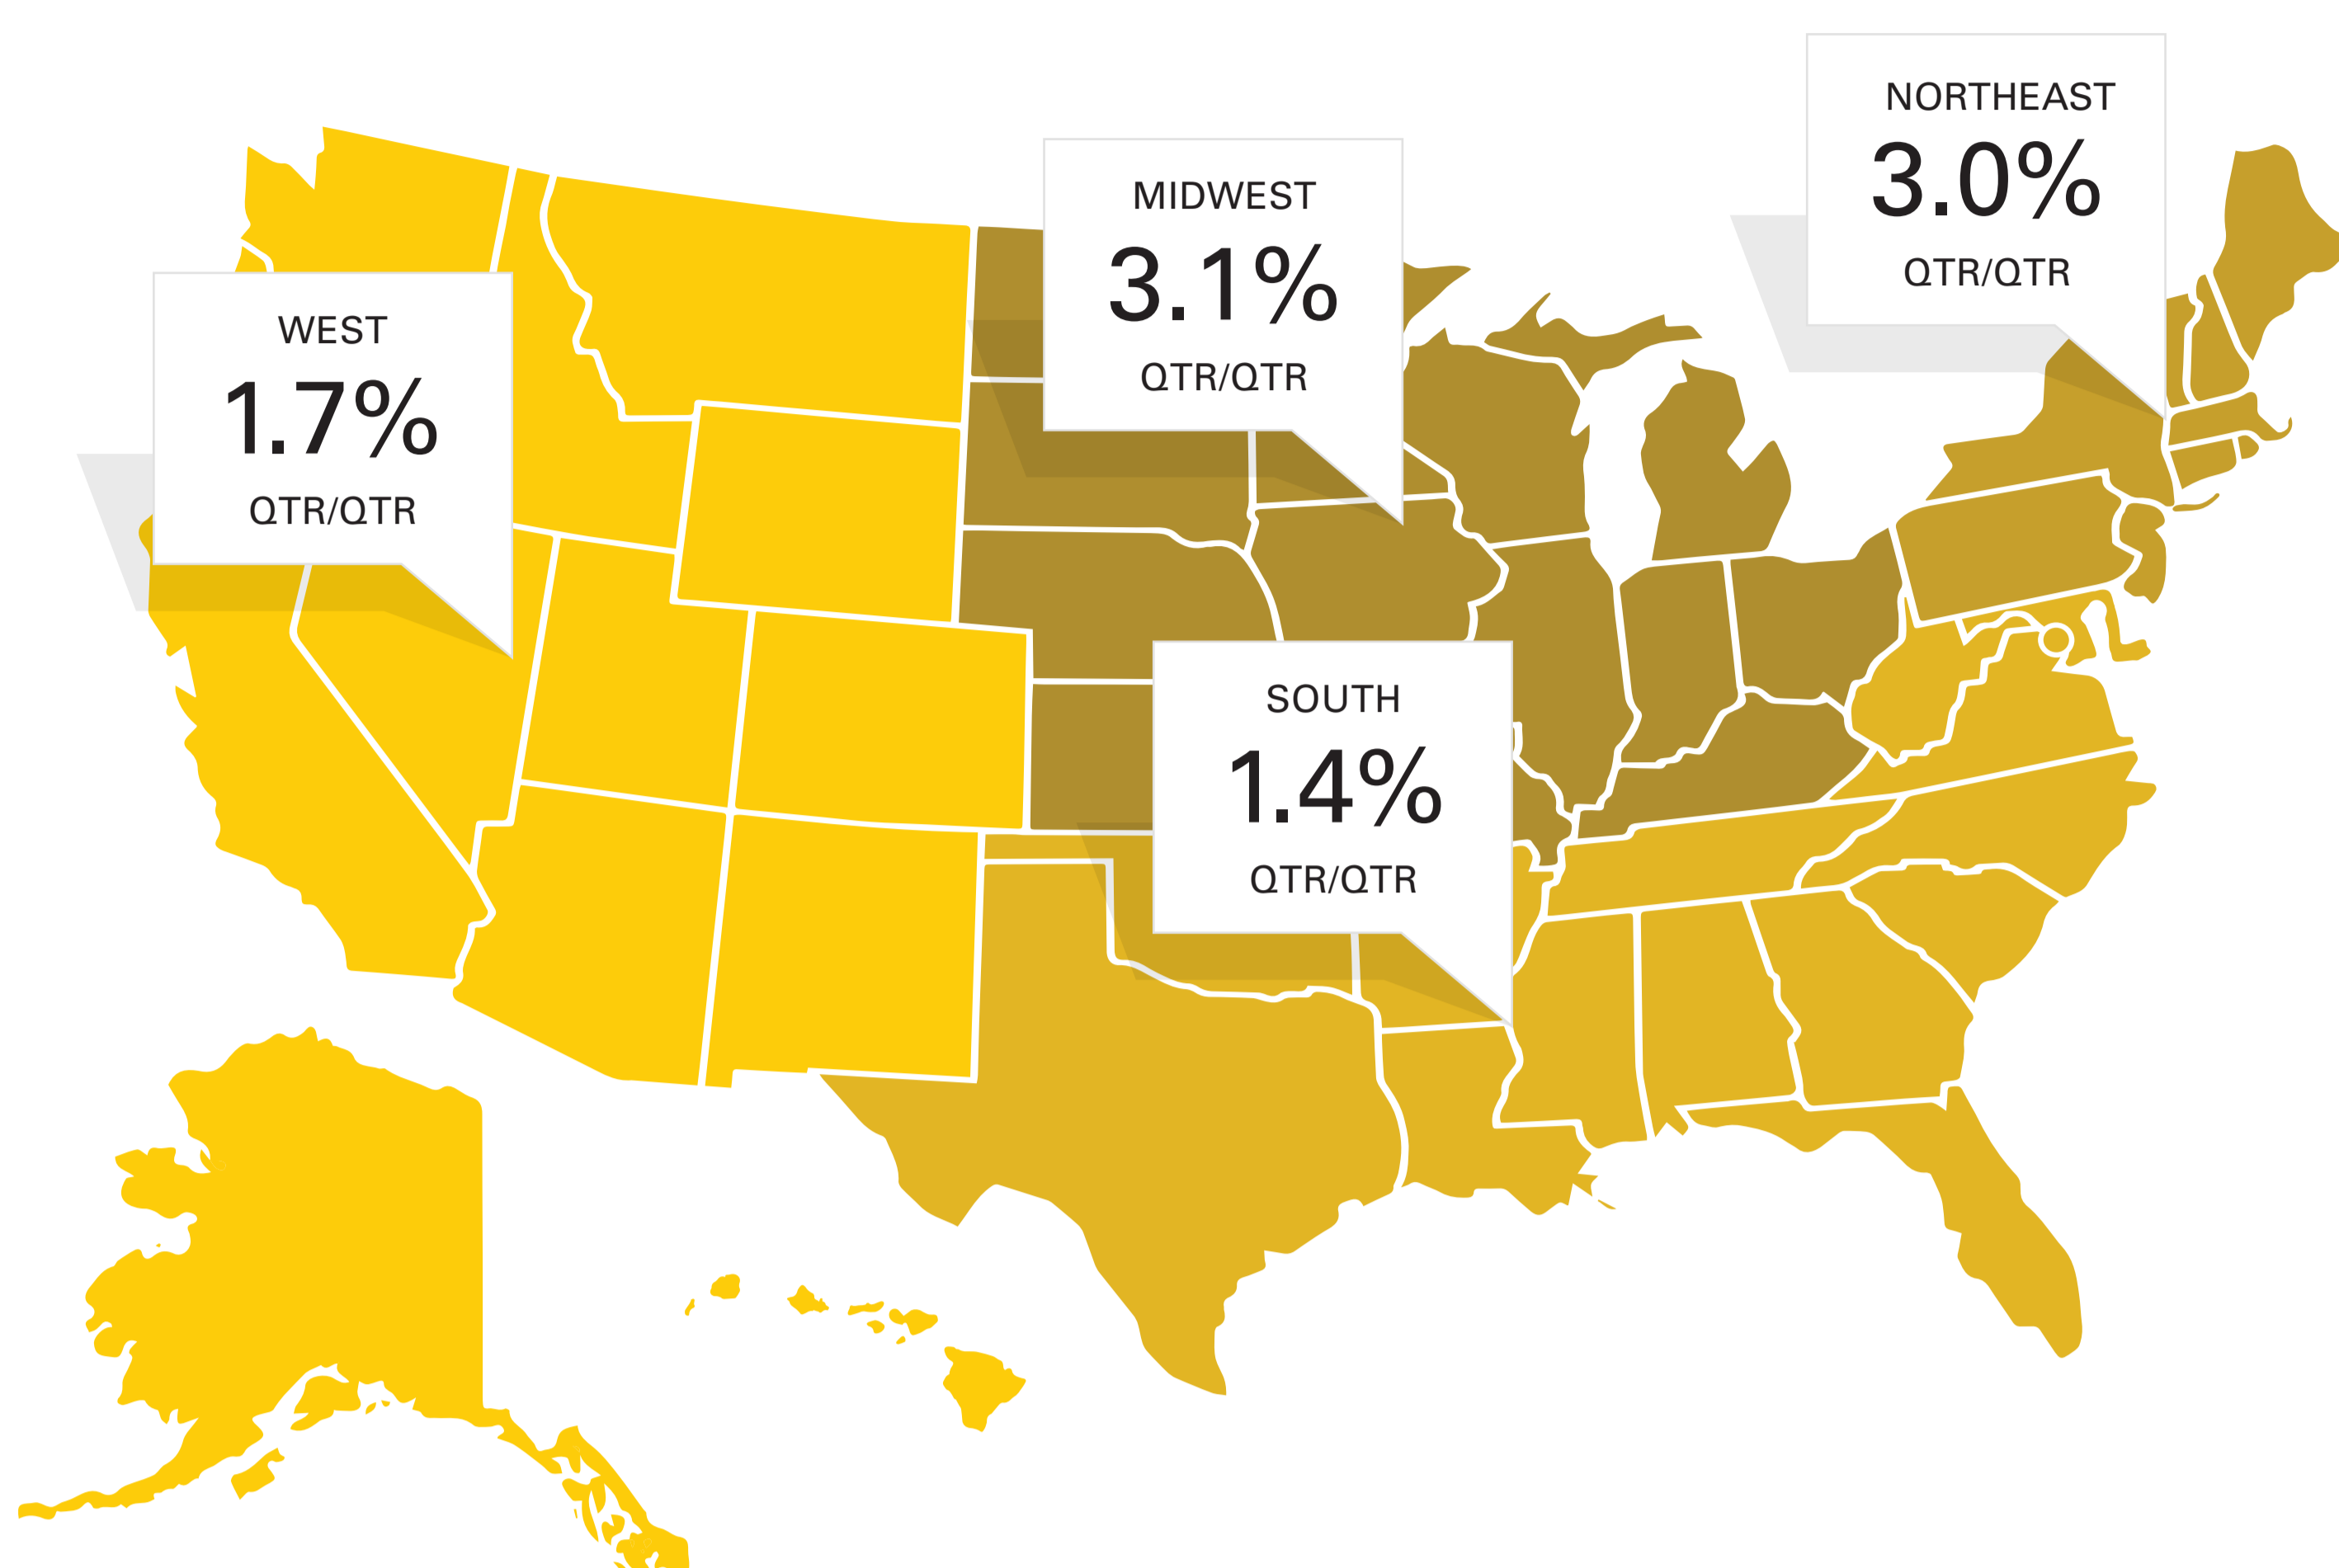 NORTHEAST
3.0%
QTR/QTR
MIDWEST
3.1%
QTR/QTR
WEST
1.7%
QTR/QTR
SOUTH
1.4%
QTR/QTR